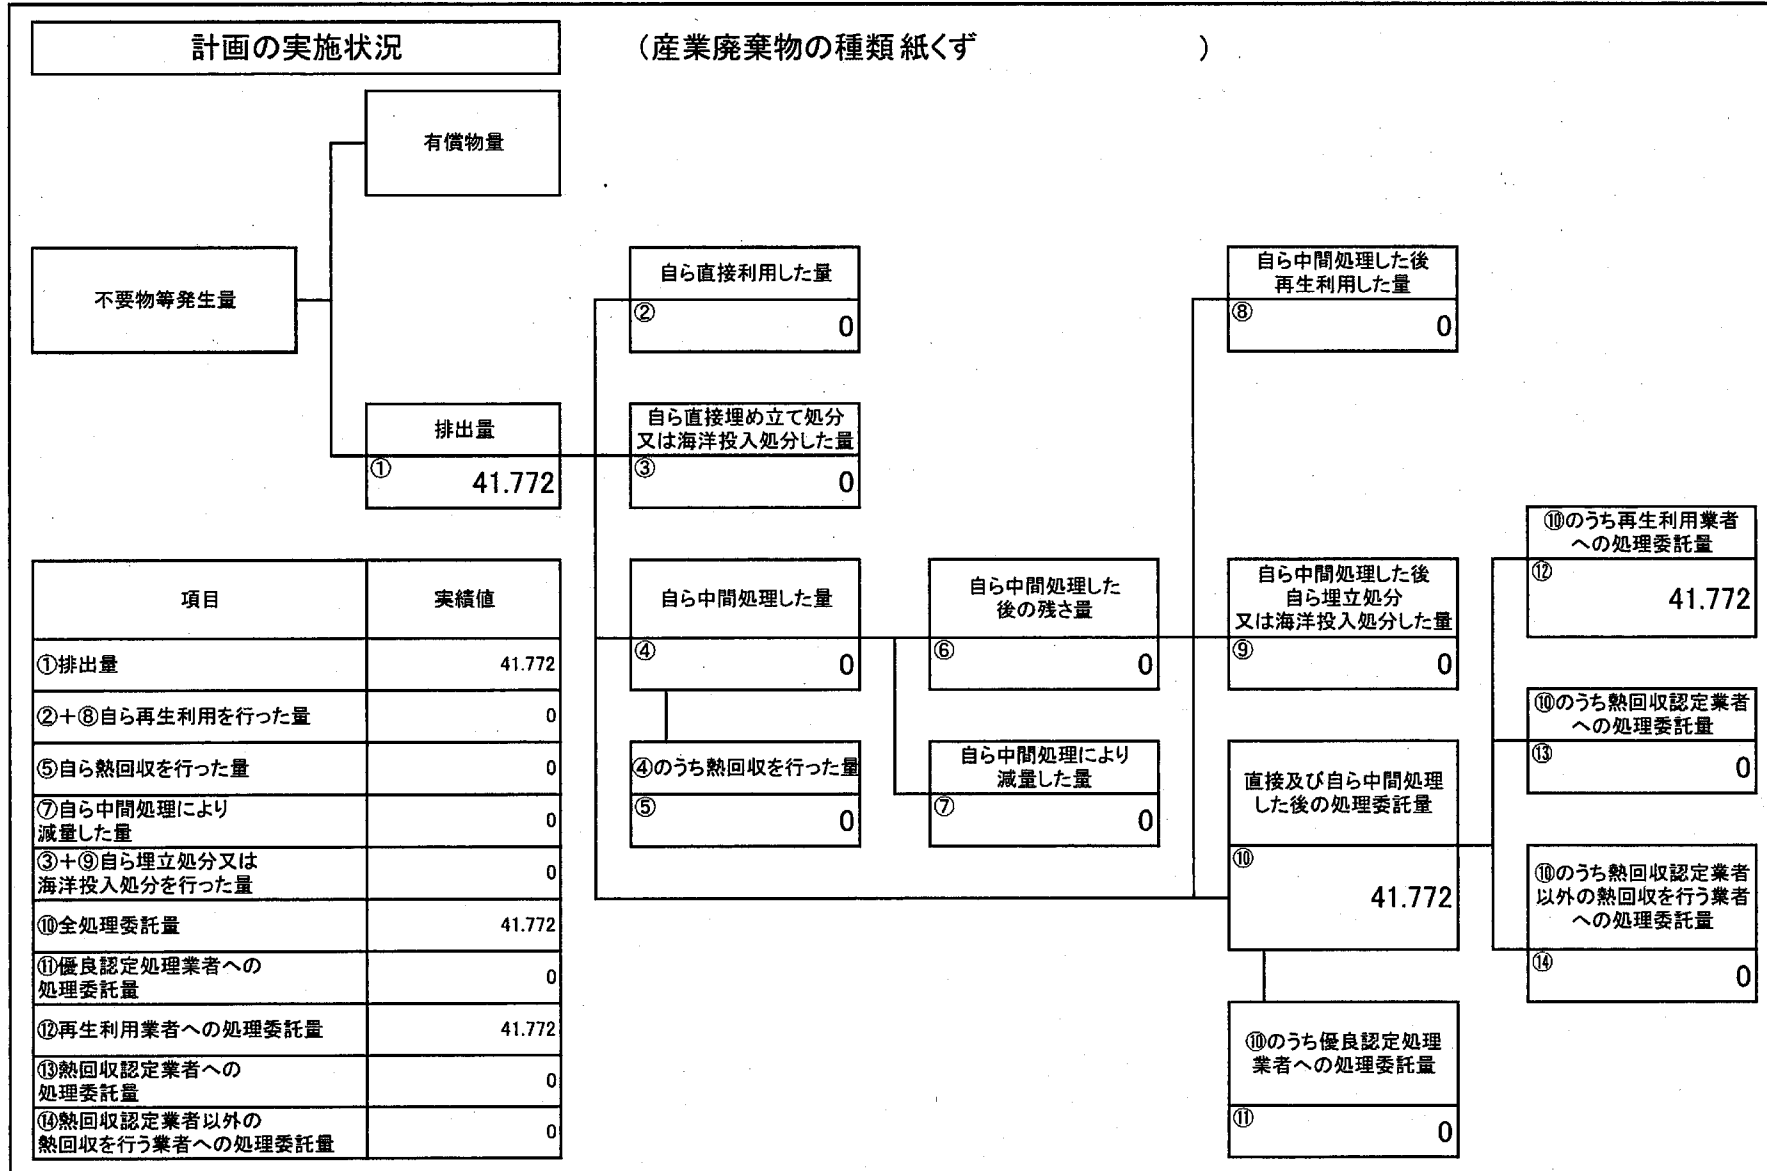 計画の実施状況
(産業廃棄物の種類 紙くず )
有償物量
不要物等発生量
排出量
①
41.772
自ら直接利用した量
②
0
自ら直接埋め立て処分
又は海洋投入処分した量
③
0
自ら中間処理した量
④
0
④のうち熱回収を行った量
⑤
0
自ら中間処理した
後の残さ量
⑥
0
自ら中間処理により
減量した量
⑦
0
自ら中間処理した後
再生利用した量
⑧
0
自ら中間処理した後
自ら埋立処分
又は海洋投入処分した量
⑨
0
直接及び自ら中間処理
した後の処理委託量
⑩
41.772
⑩のうち優良認定処理
業者への処理委託量
⑪
0
⑩のうち再生利用業者
への処理委託量
⑫
41.772
⑩のうち熱回収認定業者
への処理委託量
⑬
0
⑩のうち熱回収認定業者
以外の熱回収を行う業者
への処理委託量
⑭
0
項目 実績値
①排出量 41.772
②+⑧自ら再生利用を行った量 0
⑤自ら熱回収を行った量 0
⑦自ら中間処理により
減量した量 0
③+⑨自ら埋立処分又は
海洋投入処分を行った量 0
⑩全処理委託量 41.772
⑪優良認定処理業者への
処理委託量 0
⑫再生利用業者への処理委託量 41.772
⑬熱回収認定業者への
処理委託量 0
⑭熱回収認定業者以外の
熱回収を行う業者への処理委託量 0